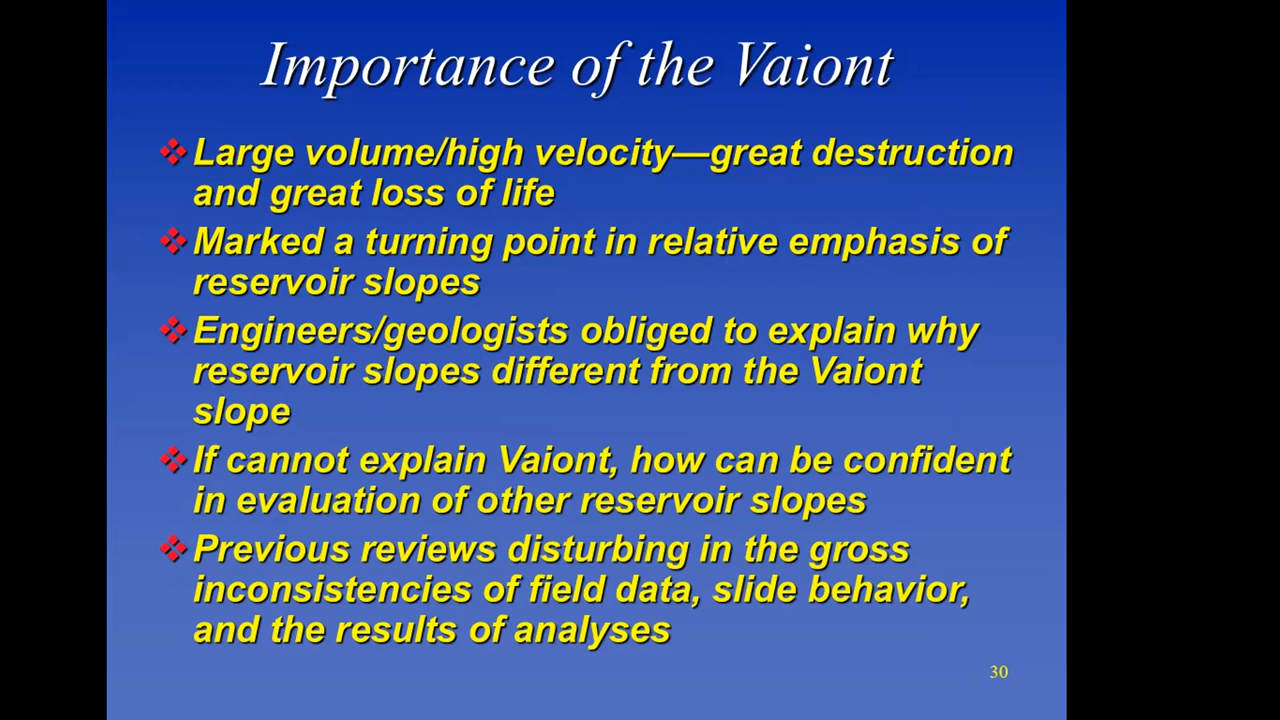 Importance of the Vaiont
Large volume/high velocity—great destruction
and great loss of life
Marked a turning point in relative emphasis of
reservoir slopes
Engineers/geologists obliged to explain why
reservoir slopes different from the Vaiont
slope
If cannot explain Vaiont, how can be confident
in evaluation of other reservoir slopes
Previous reviews disturbing in the gross
inconsistencies of field data, slide behavior,
and the results of analyses
30